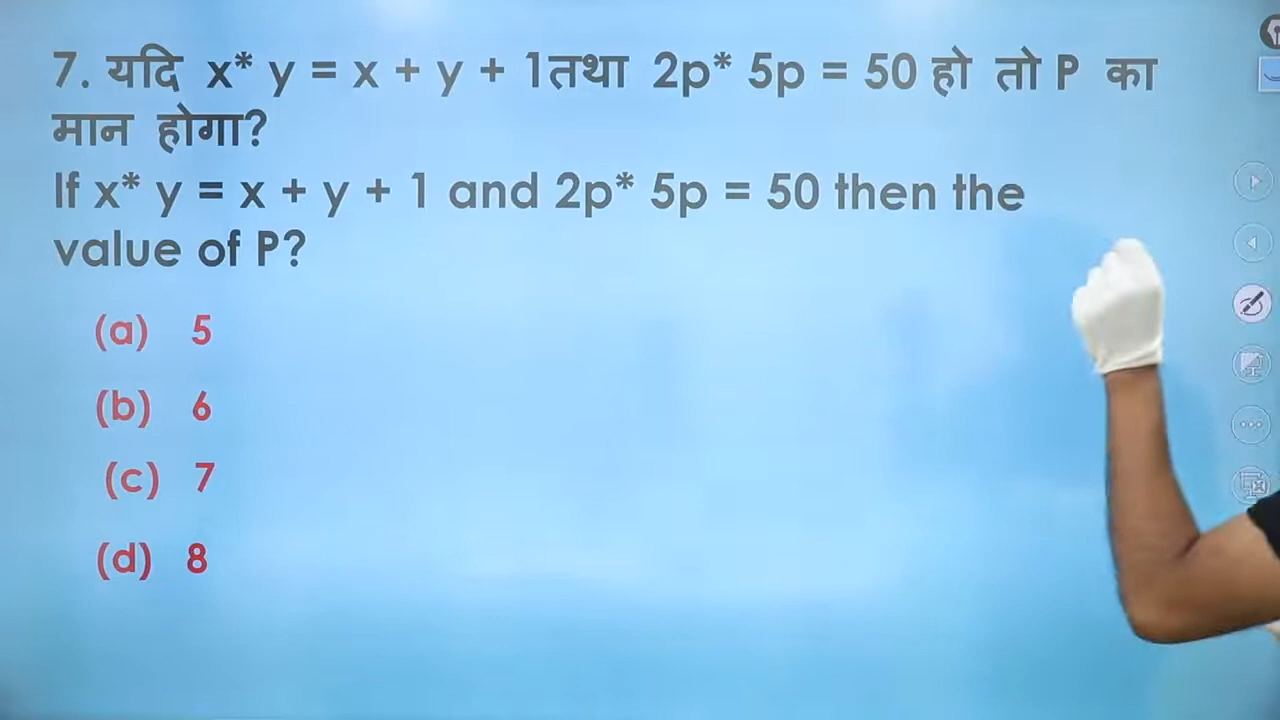 7. यदि x* y = x + y + 1तथा 2p* 5p = 50 हो तो P का
मान होगा?
If x* y = x + y + 1 and 2p* 5p = 50 then the
value of P?
(a) 5
(b) 6
(c) 7
(d) 8